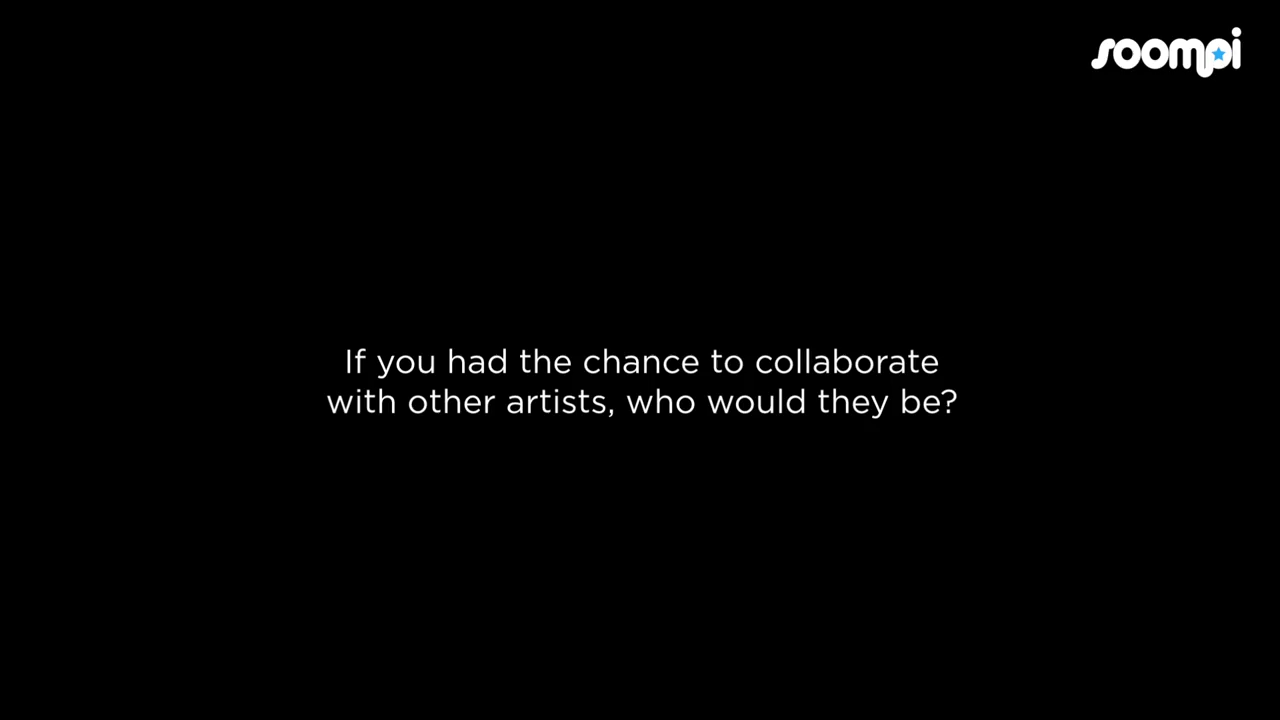 soompi
If you had the chance to collaborate
with other artists, who would they be?